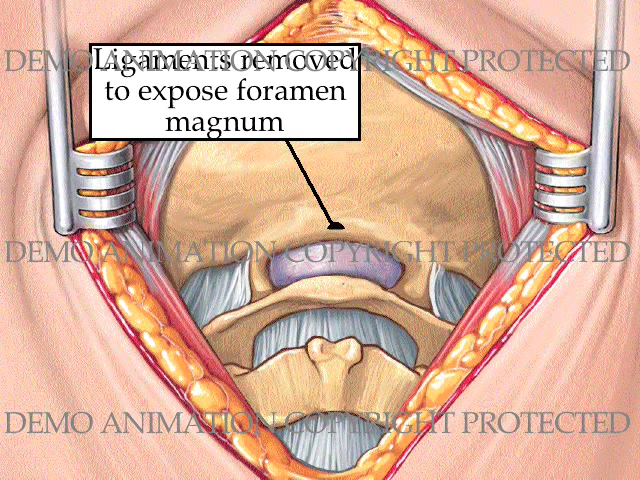 DEMO ANIMATION COPYRIGHT PROTECTED
Ligaments removed
to expose foramen
magnum
DEMO ANIMATION COPYRIGHT PROTECTED
DEMO ANIMATION COPYRIGHT PROTECTED